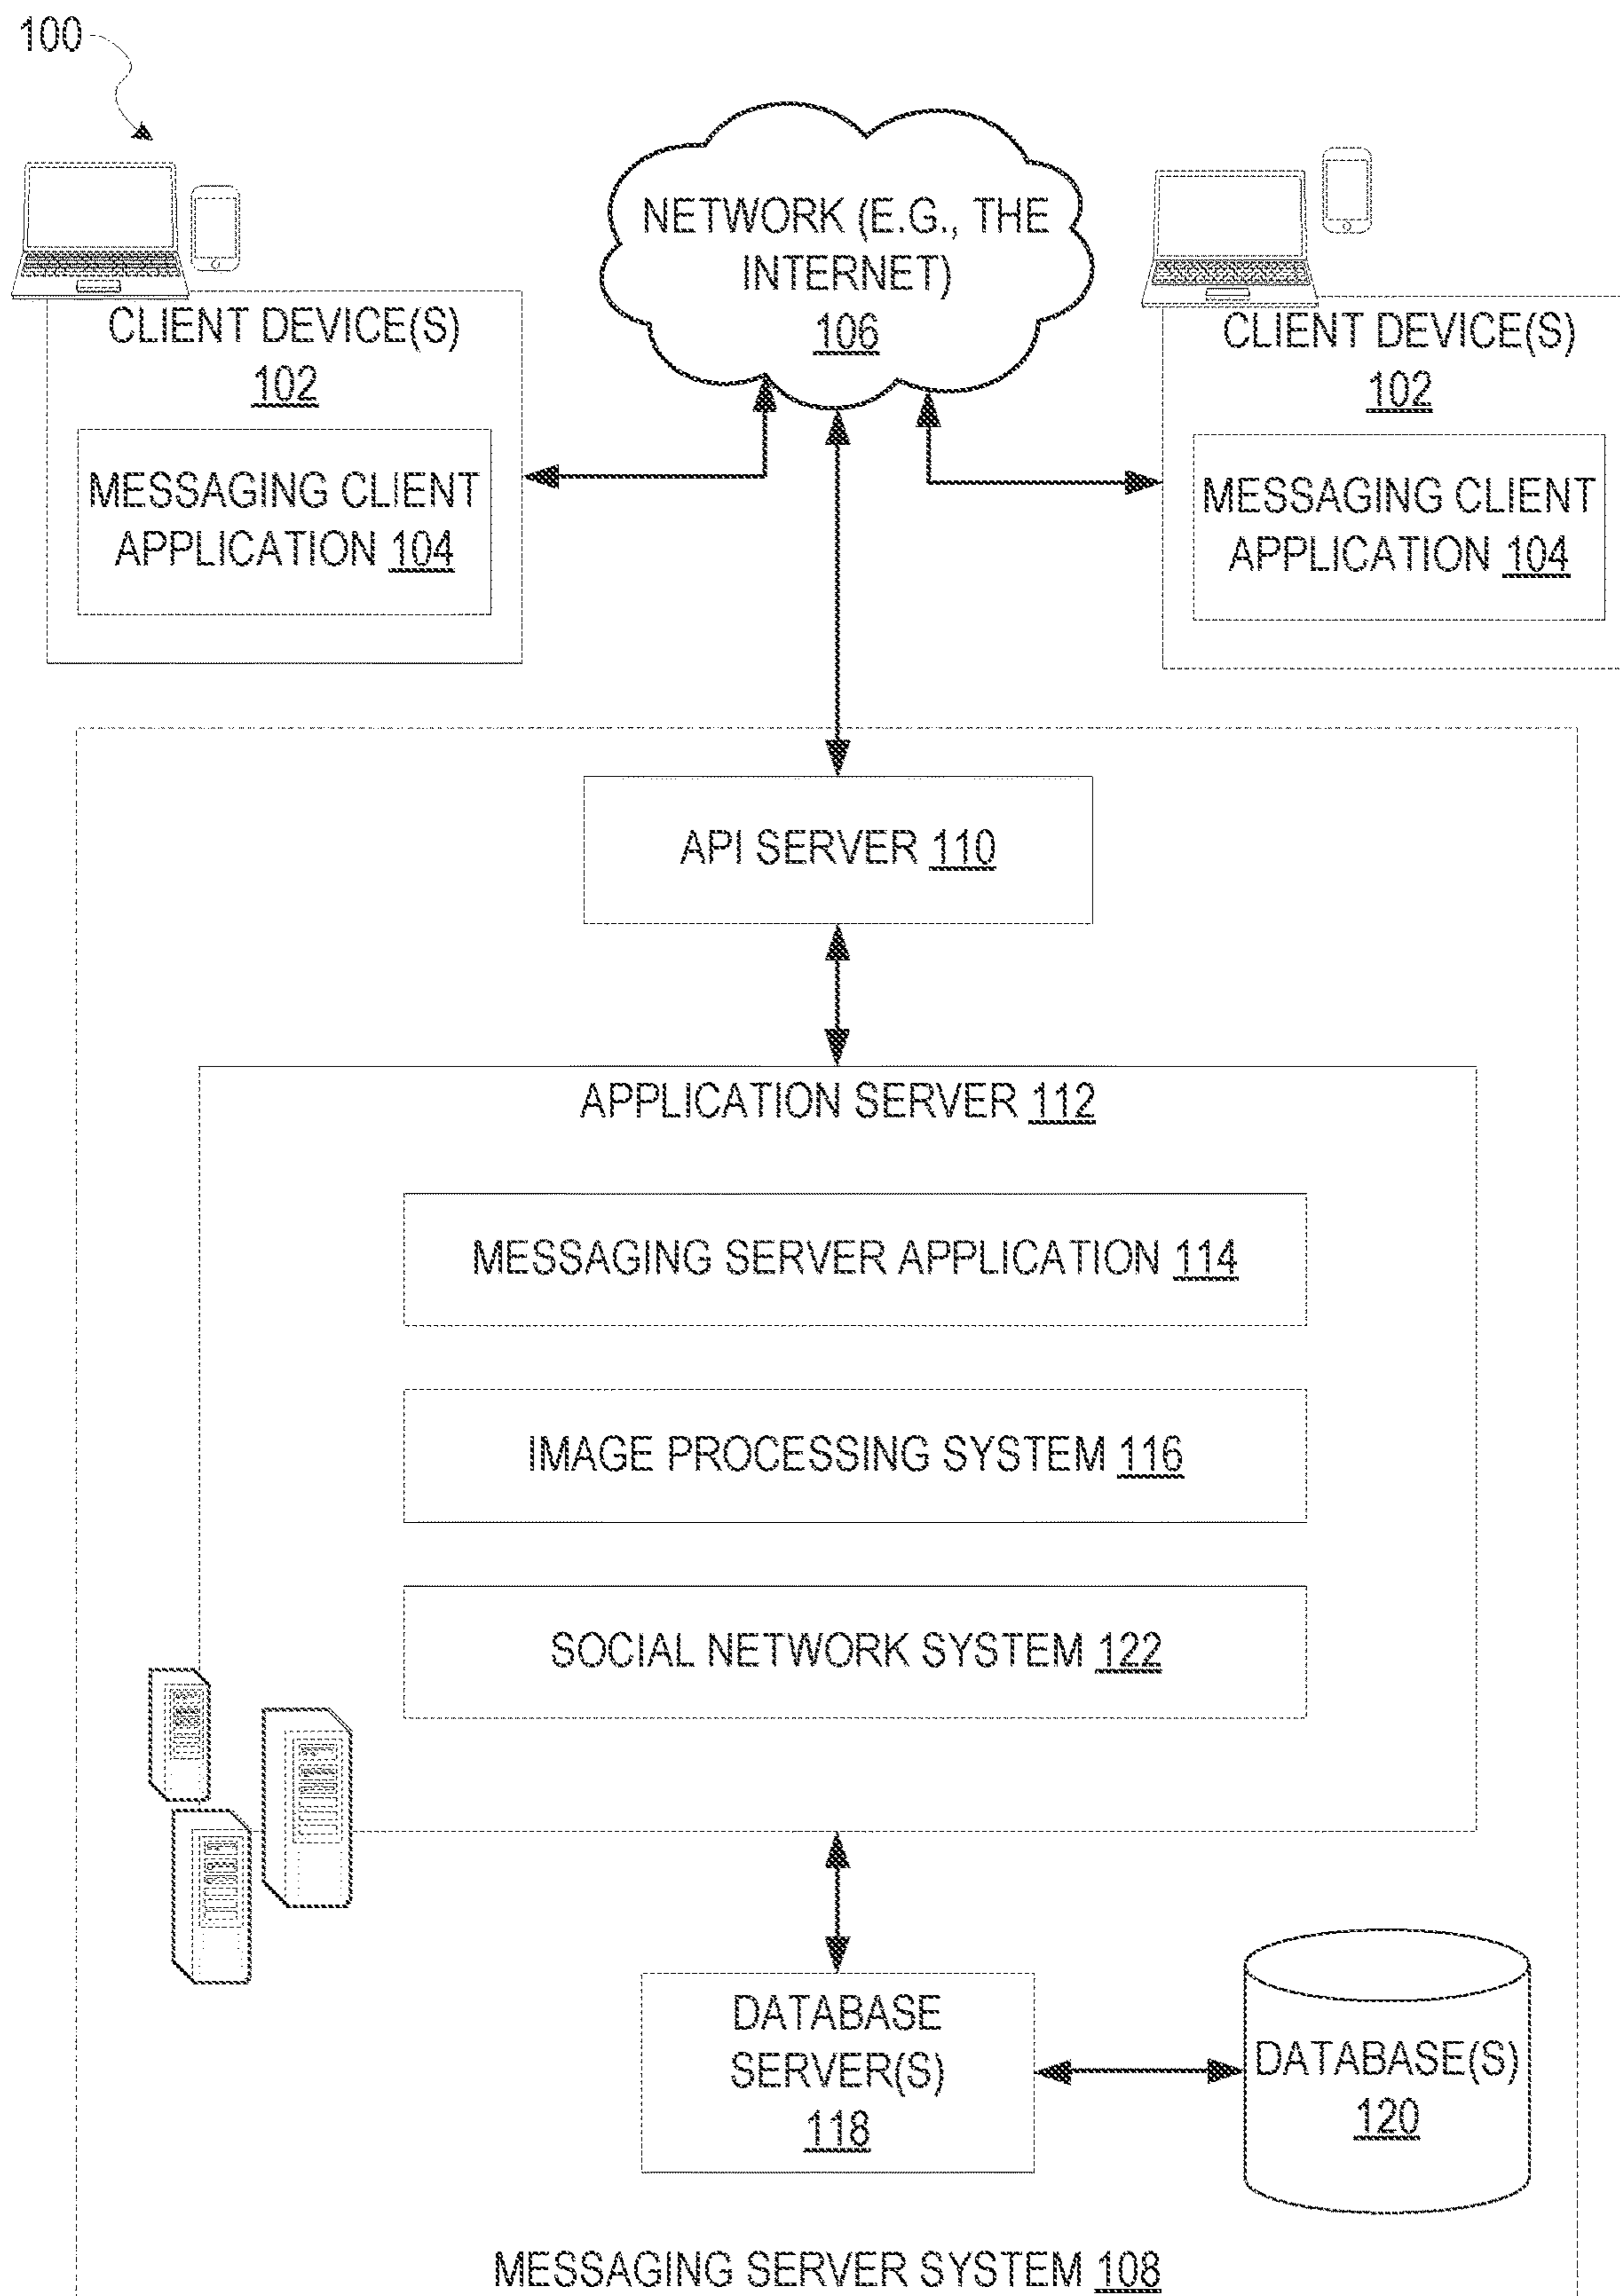 100
NETWORK (E.G., THE
INTERNET)
106
CLIENT DEVICE(S)
102
MESSAGING CLIENT
APPLICATION 104
CLIENT DEVICE(S)
102
MESSAGING CLIENT
APPLICATION 104
API SERVER 110
APPLICATION SERVER 112
MESSAGING SERVER APPLICATION 114
IMAGE PROCESSING SYSTEM 116
SOCIAL NETWORK SYSTEM 122
DATABASE
SERVER(S)
118
DATABASE(S)
120
MESSAGING SERVER SYSTEM 108